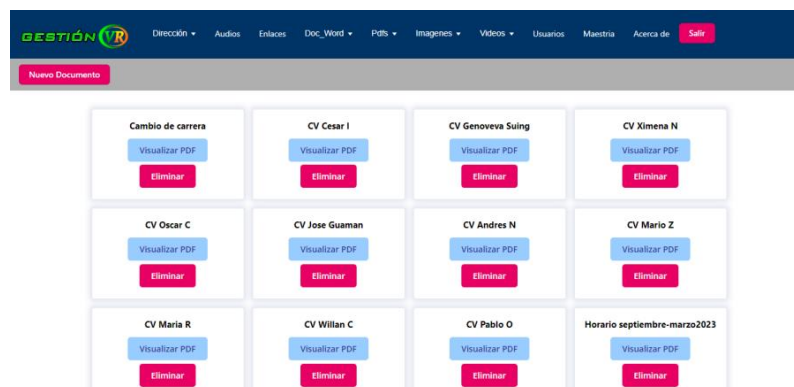 GESTIÓN VR Dirección Audios Enlaces Doc_Word Pdfs Imagenes Videos Usuarios Maestria Acerca de Salir
Nuevo Documento
Cambio de carrera CV Cesar I CV Genoveva Suing CV Ximena N
Visualizar PDF Visualizar PDF Visualizar PDF Visualizar PDF
Eliminar Eliminar Eliminar Eliminar
CV Oscar C CV Jose Guaman CV Andres N CV Mario Z
Visualizar PDF Visualizar PDF Visualizar PDF Visualizar PDF
Eliminar Eliminar Eliminar Eliminar
CV Maria R CV Willan C CV Pablo O Horario septiembre-marzo2023
Visualizar PDF Visualizar PDF Visualizar PDF Visualizar PDF
Eliminar Eliminar Eliminar Eliminar